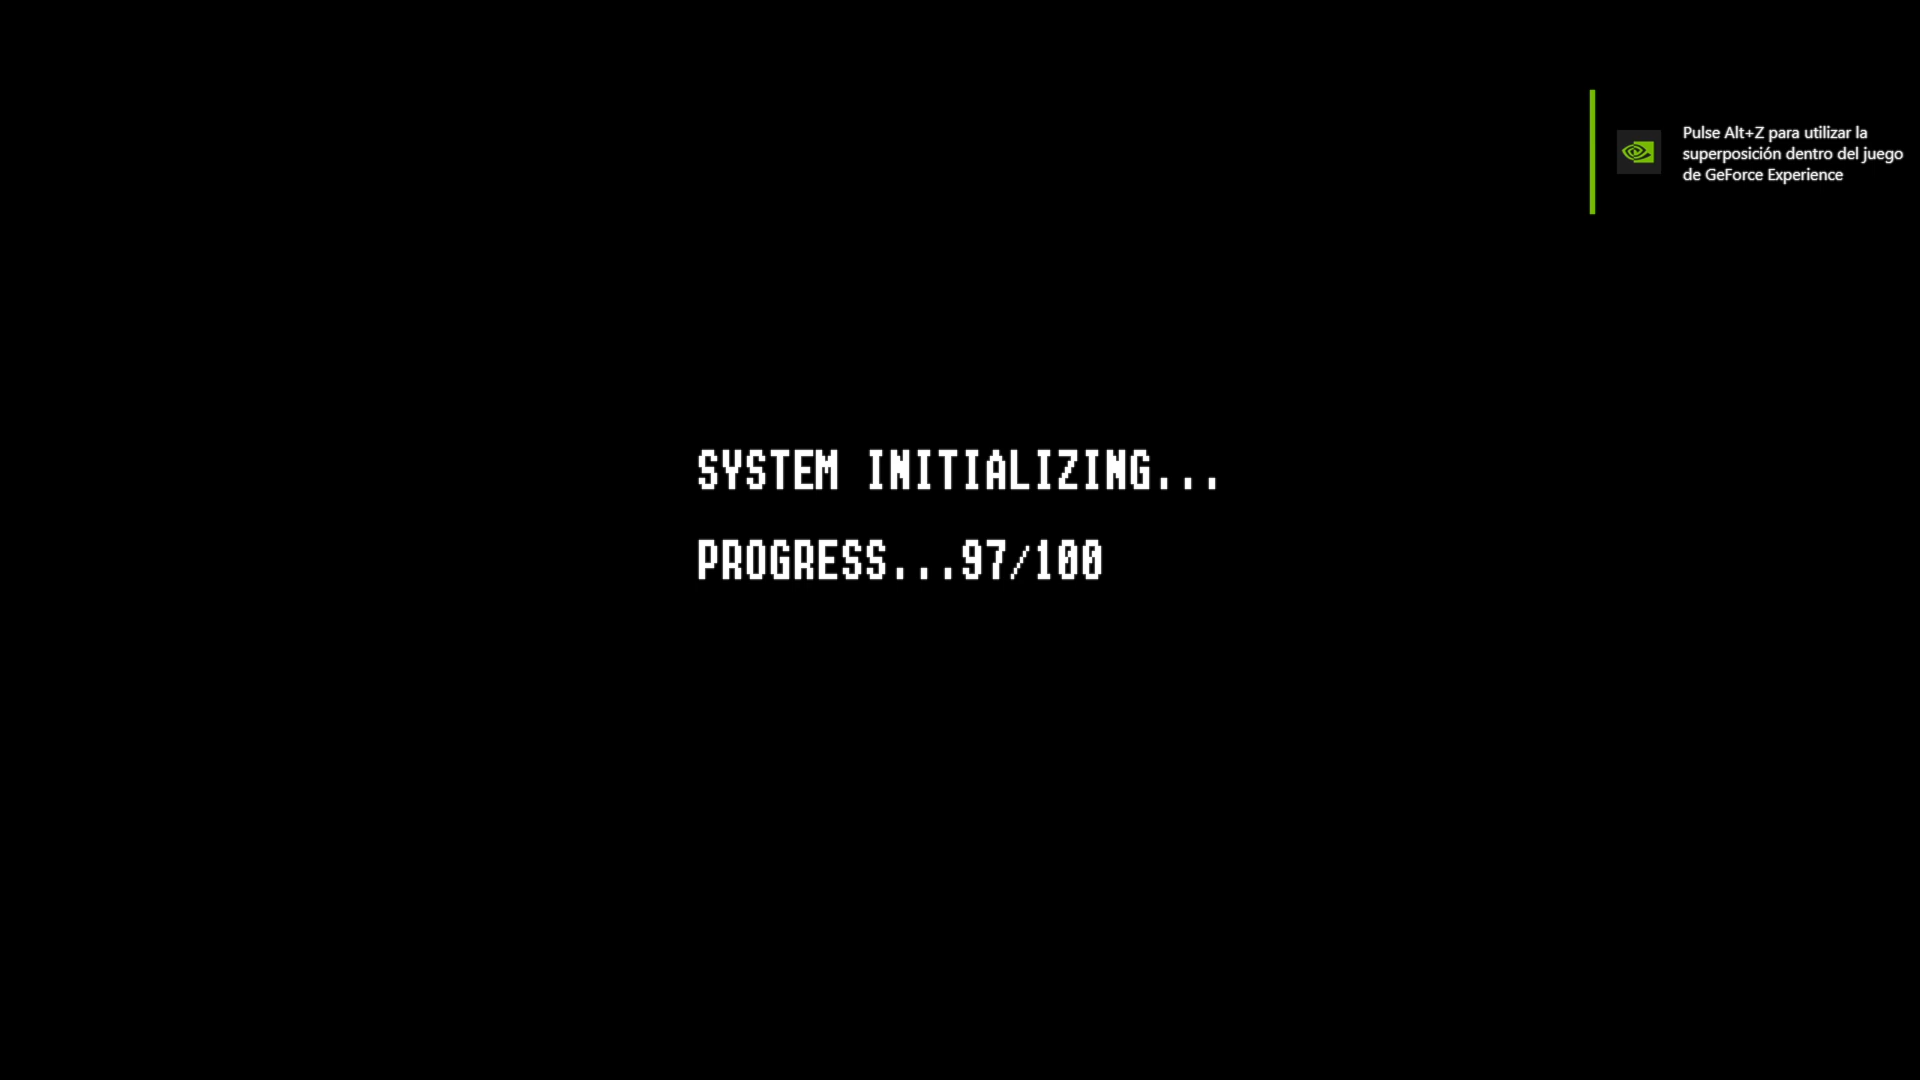 Pulse Alt+Z para utilizar la
superposición dentro del juego
de GeForce Experience
SYSTEM INITIALIZING...
PROGRESS...97/100